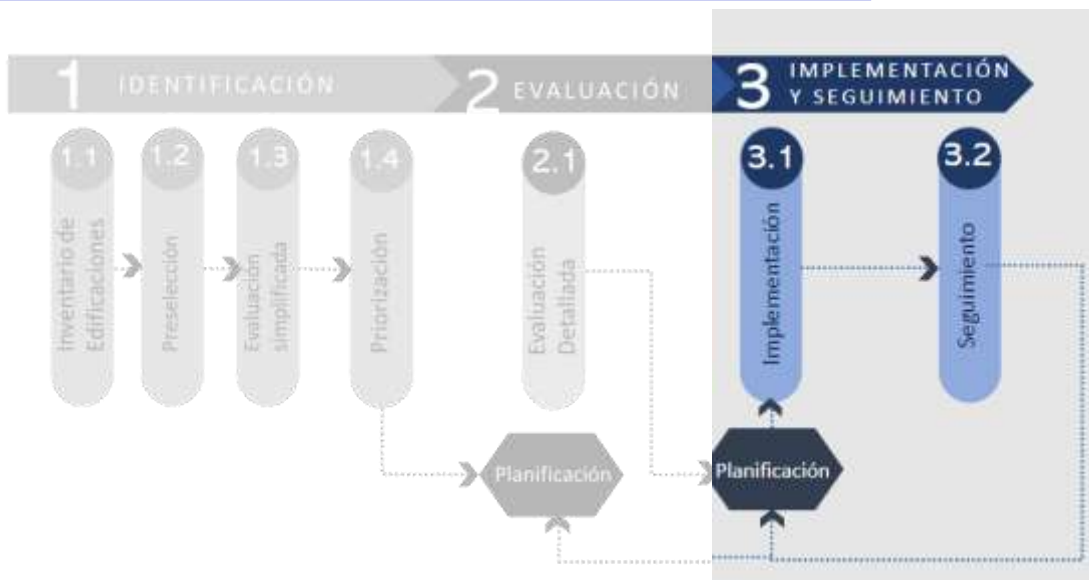 1 IDENTIFICACIÓN
2 EVALUACIÓN
3 IMPLEMENTACIÓN
Y SEGUIMIENTO
1.1
Inventario de
Edificaciones
1.2
Preselección
1.3
Evaluación
simplificada
1.4
Priorización
2.1
Evaluación
Detallada
3.1
Implementación
3.2
Seguimiento
Planificación
Planificación